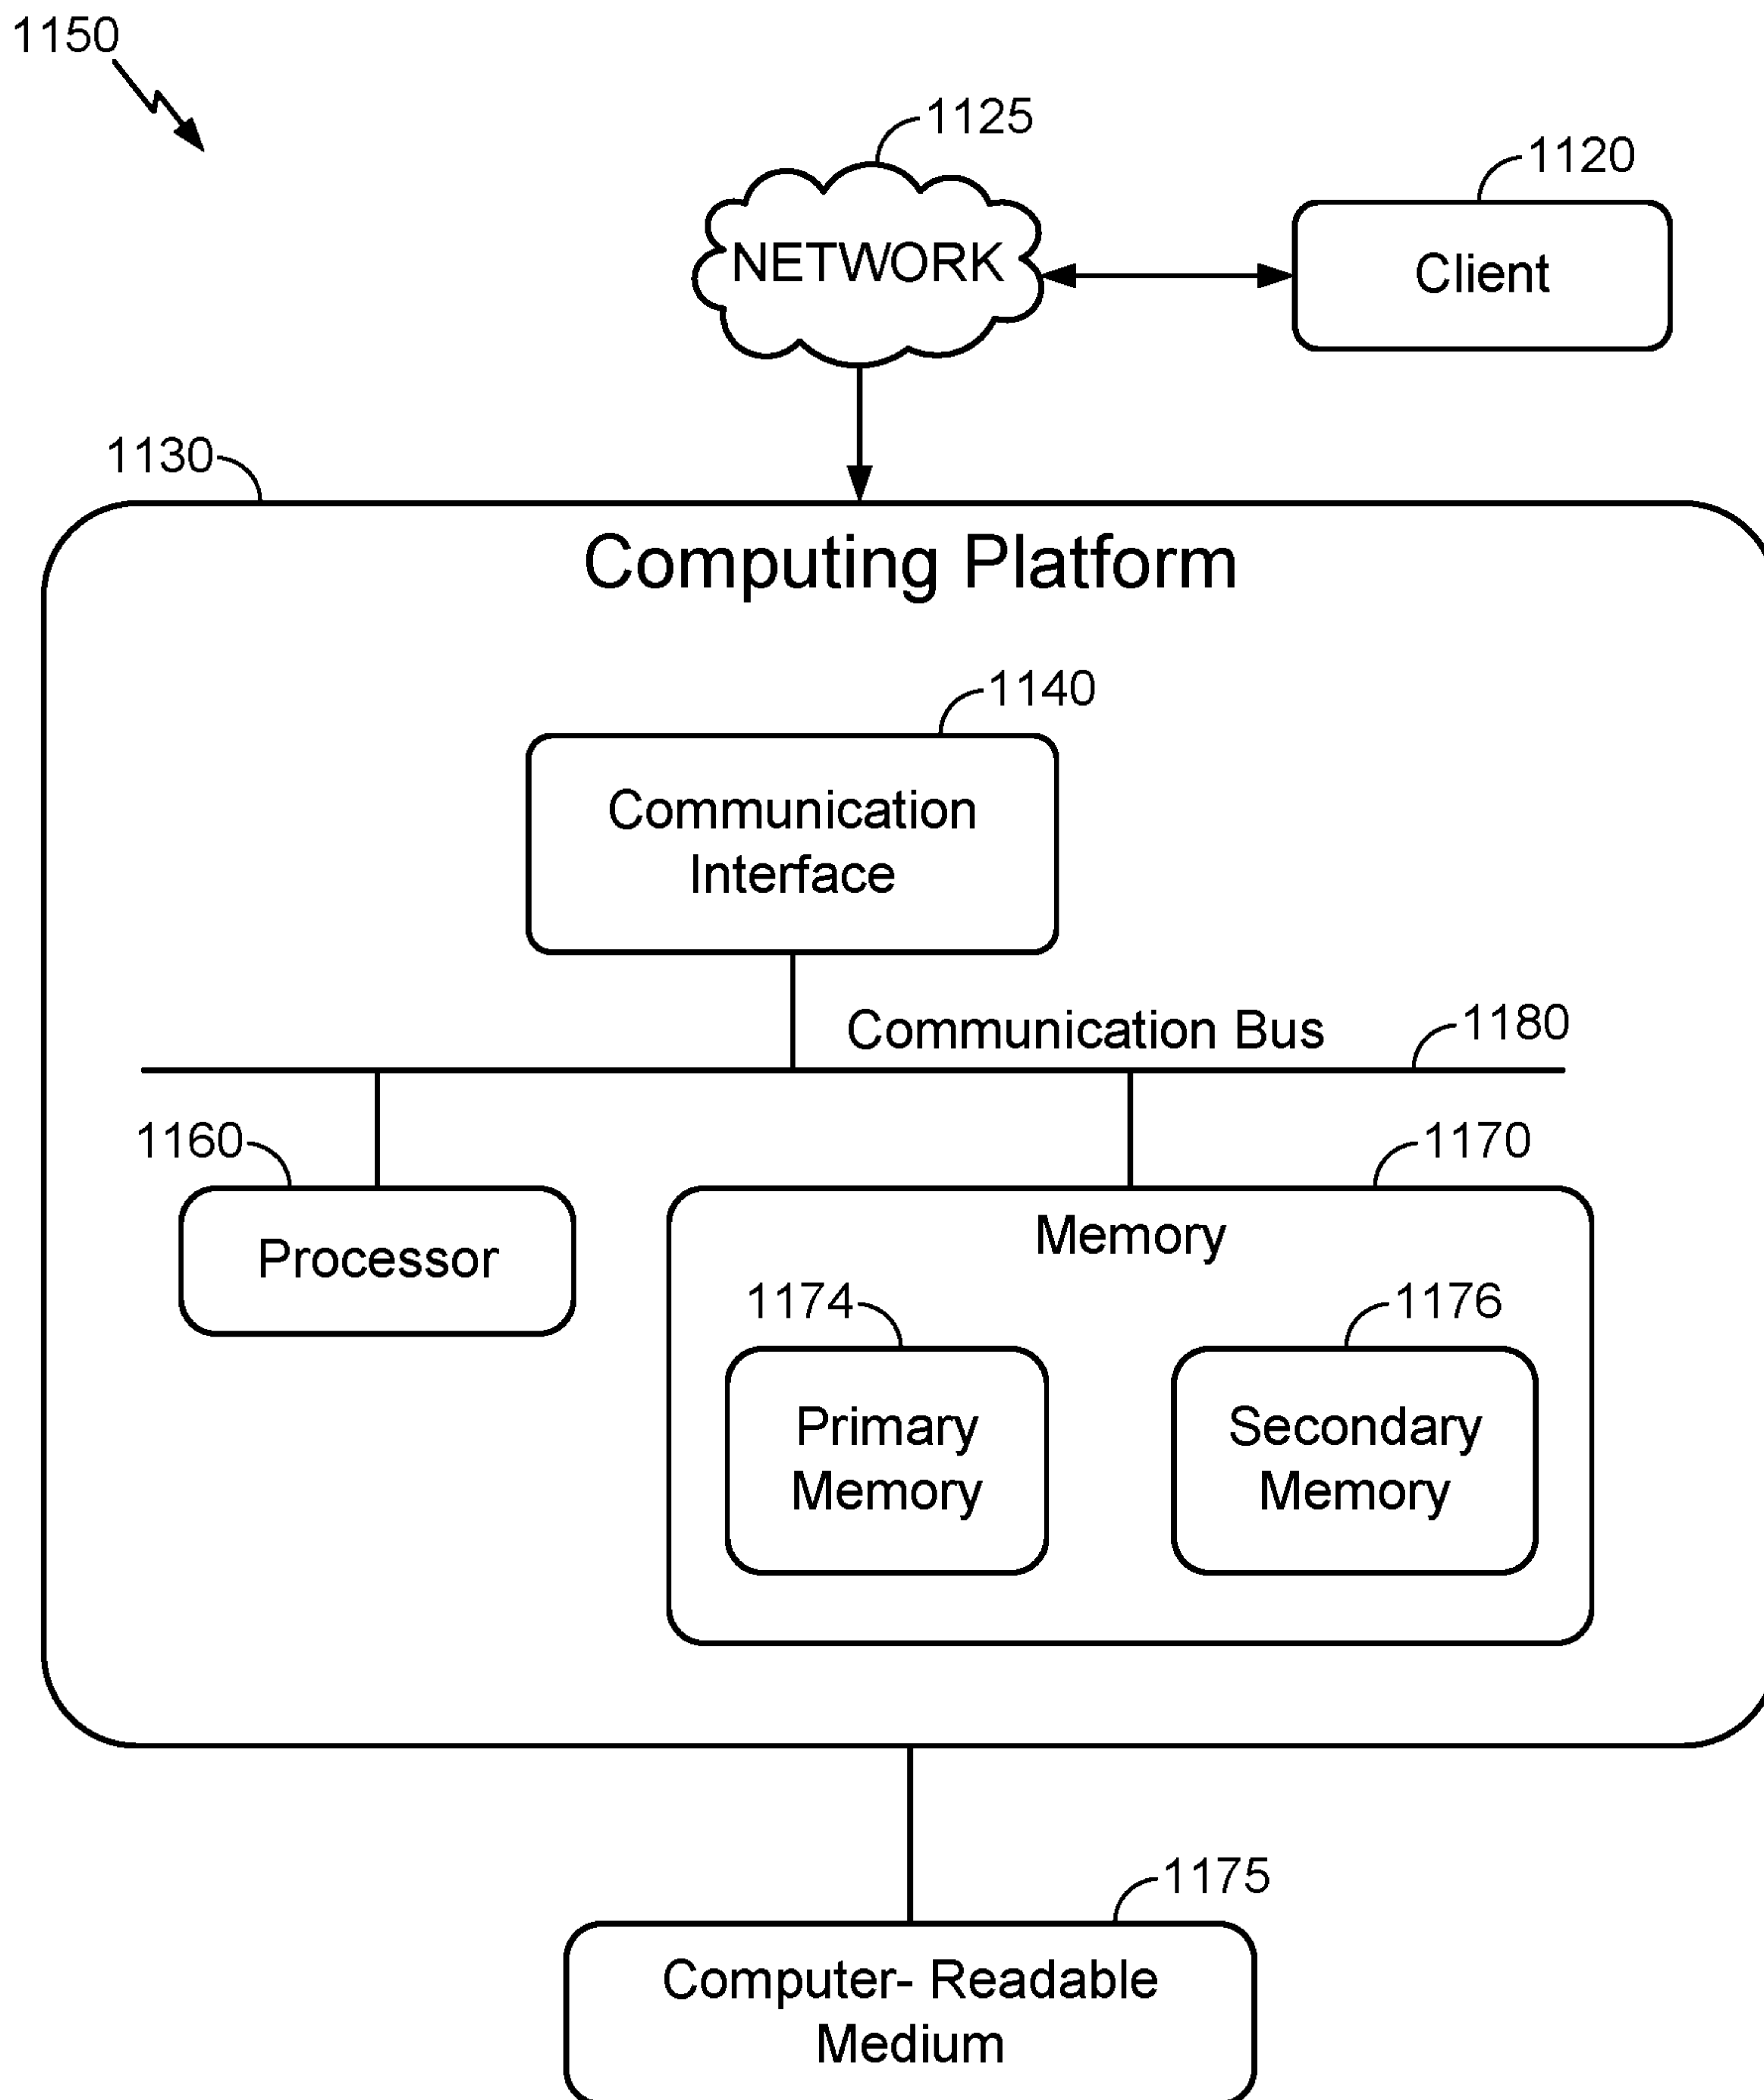 1150
1125
1120
NETWORK
Client
1130
Computing Platform
1140
Communication
Interface
Communication Bus
1180
1160
1170
Processor
Memory
1174
1176
Primary
Memory
Secondary
Memory
1175
Computer- Readable
Medium